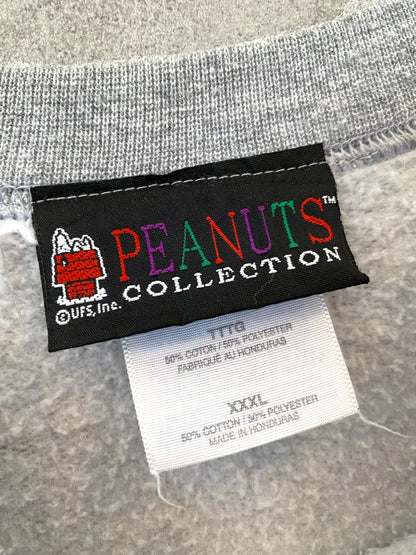 PEANUTS™
COLLECTION
©UFS, Inc.
TTTG
50% COTON / 50% POLYESTER
FABRIQUÉ AU HONDURAS
XXXL
50% COTTON / 50% POLYESTER
MADE IN HONDURAS